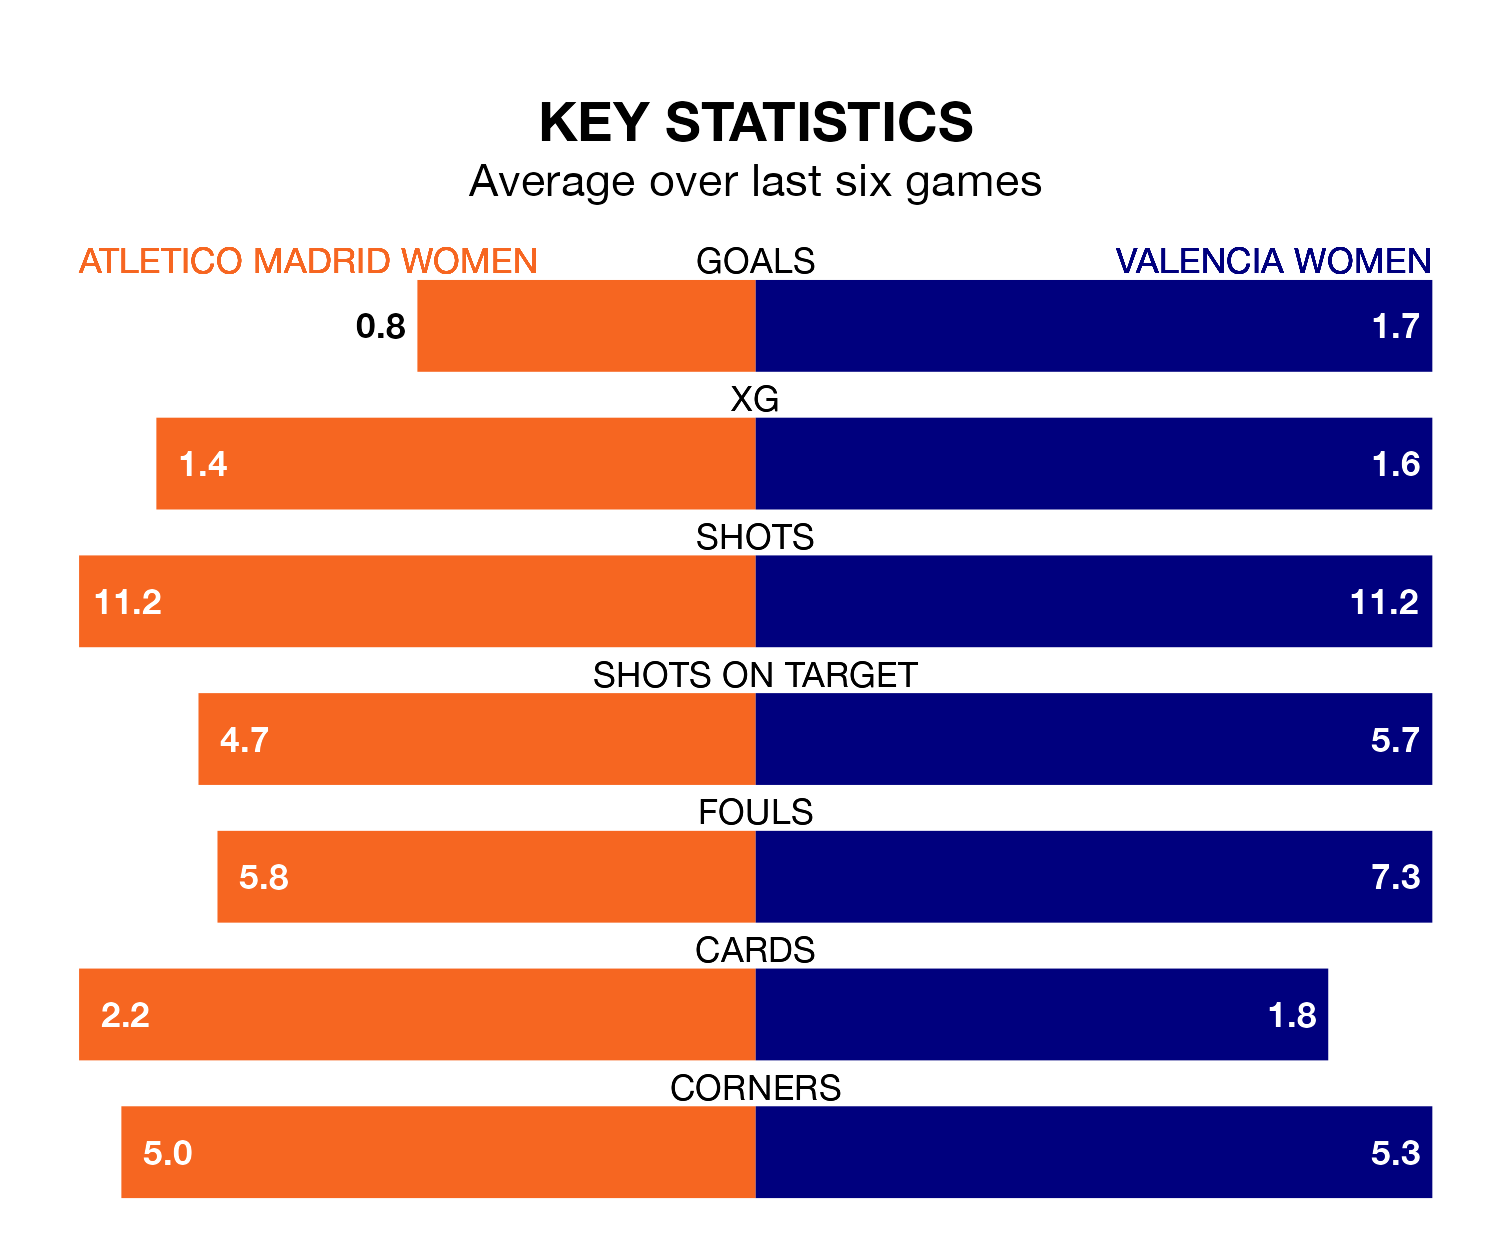 KEY STATISTICS
Average over last six games
ATLETICO MADRID WOMEN GOALS VALENCIA WOMEN
0.8 1.7
XG
1.4 1.6
SHOTS
11.2 11.2
SHOTS ON TARGET
4.7 5.7
FOULS
5.8 7.3
CARDS
2.2 1.8
CORNERS
5.0 5.3